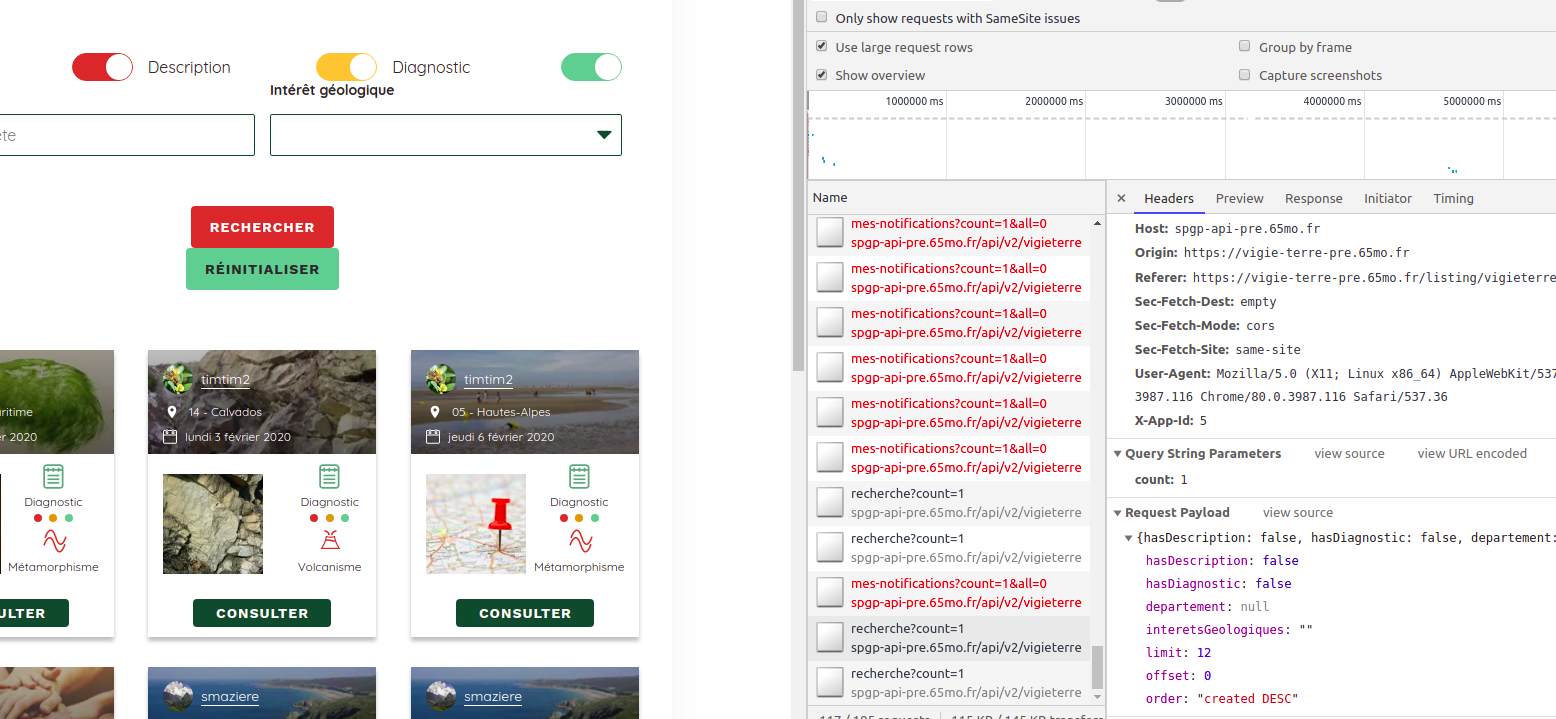 Description
Diagnostic
Intérêt géologique
ète
RECHERCHER
RÉINITIALISER
ritime
er 2020
Diagnostic
Métamorphisme
ULTER
timtim2
14 - Calvados
lundi 3 février 2020
Diagnostic
Volcanisme
CONSULTER
timtim2
05 - Hautes-Alpes
jeudi 6 février 2020
Diagnostic
Métamorphisme
CONSULTER
smaziere
smaziere
Only show requests with SameSite issues
Use large request rows
Group by frame
Show overview
Capture screenshots
1000000 ms
2000000 ms
3000000 ms
4000000 ms
5000000 ms
Name
mes-notifications?count=1&all=0
spgp-api-pre.65mo.fr/api/v2/vigieterre
mes-notifications?count=1&all=0
spgp-api-pre.65mo.fr/api/v2/vigieterre
mes-notifications?count=1&all=0
spgp-api-pre.65mo.fr/api/v2/vigieterre
mes-notifications?count=1&all=0
spgp-api-pre.65mo.fr/api/v2/vigieterre
mes-notifications?count=1&all=0
spgp-api-pre.65mo.fr/api/v2/vigieterre
mes-notifications?count=1&all=0
spgp-api-pre.65mo.fr/api/v2/vigieterre
recherche?count=1
spgp-api-pre.65mo.fr/api/v2/vigieterre
recherche?count=1
spgp-api-pre.65mo.fr/api/v2/vigieterre
mes-notifications?count=1&all=0
spgp-api-pre.65mo.fr/api/v2/vigieterre
recherche?count=1
spgp-api-pre.65mo.fr/api/v2/vigieterre
recherche?count=1
spgp-api-pre.65mo.fr/api/v2/vigieterre
× Headers Preview Response Initiator Timing
Host: spgp-api-pre.65mo.fr
Origin: https://vigie-terre-pre.65mo.fr
Referer: https://vigie-terre-pre.65mo.fr/listing/vigieterre
Sec-Fetch-Dest: empty
Sec-Fetch-Mode: cors
Sec-Fetch-Site: same-site
User-Agent: Mozilla/5.0 (X11; Linux x86_64) AppleWebKit/537
3987.116 Chrome/80.0.3987.116 Safari/537.36
X-App-Id: 5
Query String Parameters view source view URL encoded
count: 1
Request Payload view source
{hasDescription: false, hasDiagnostic: false, departement:
hasDescription: false
hasDiagnostic: false
departement: null
interetsGeologiques: ""
limit: 12
offset: 0
order: "created DESC"